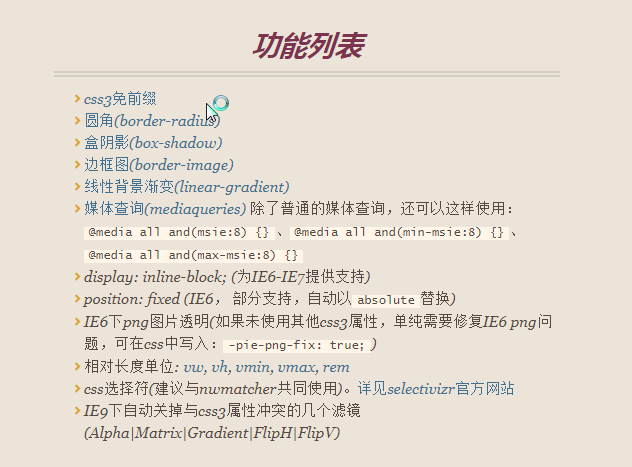 功能列表
css3免前缀
圆角(border-radius)
盒阴影(box-shadow)
边框图(border-image)
线性背景渐变(linear-gradient)
媒体查询(mediaqueries) 除了普通的媒体查询，还可以这样使用：
@media all and(msie:8) {} 、 @media all and(min-msie:8) {} 、
@media all and(max-msie:8) {}
display: inline-block; (为IE6-IE7提供支持)
position: fixed (IE6， 部分支持，自动以 absolute 替换)
IE6下png图片透明(如果未使用其他css3属性，单纯需要修复IE6 png问
题，可在css中写入： -pie-png-fix: true; )
相对长度单位: vw, vh, vmin, vmax, rem
css选择符(建议与nwmatcher共同使用)。详见selectivizr官方网站
IE9下自动关掉与css3属性冲突的几个滤镜
(Alpha|Matrix|Gradient|FlipH|FlipV)